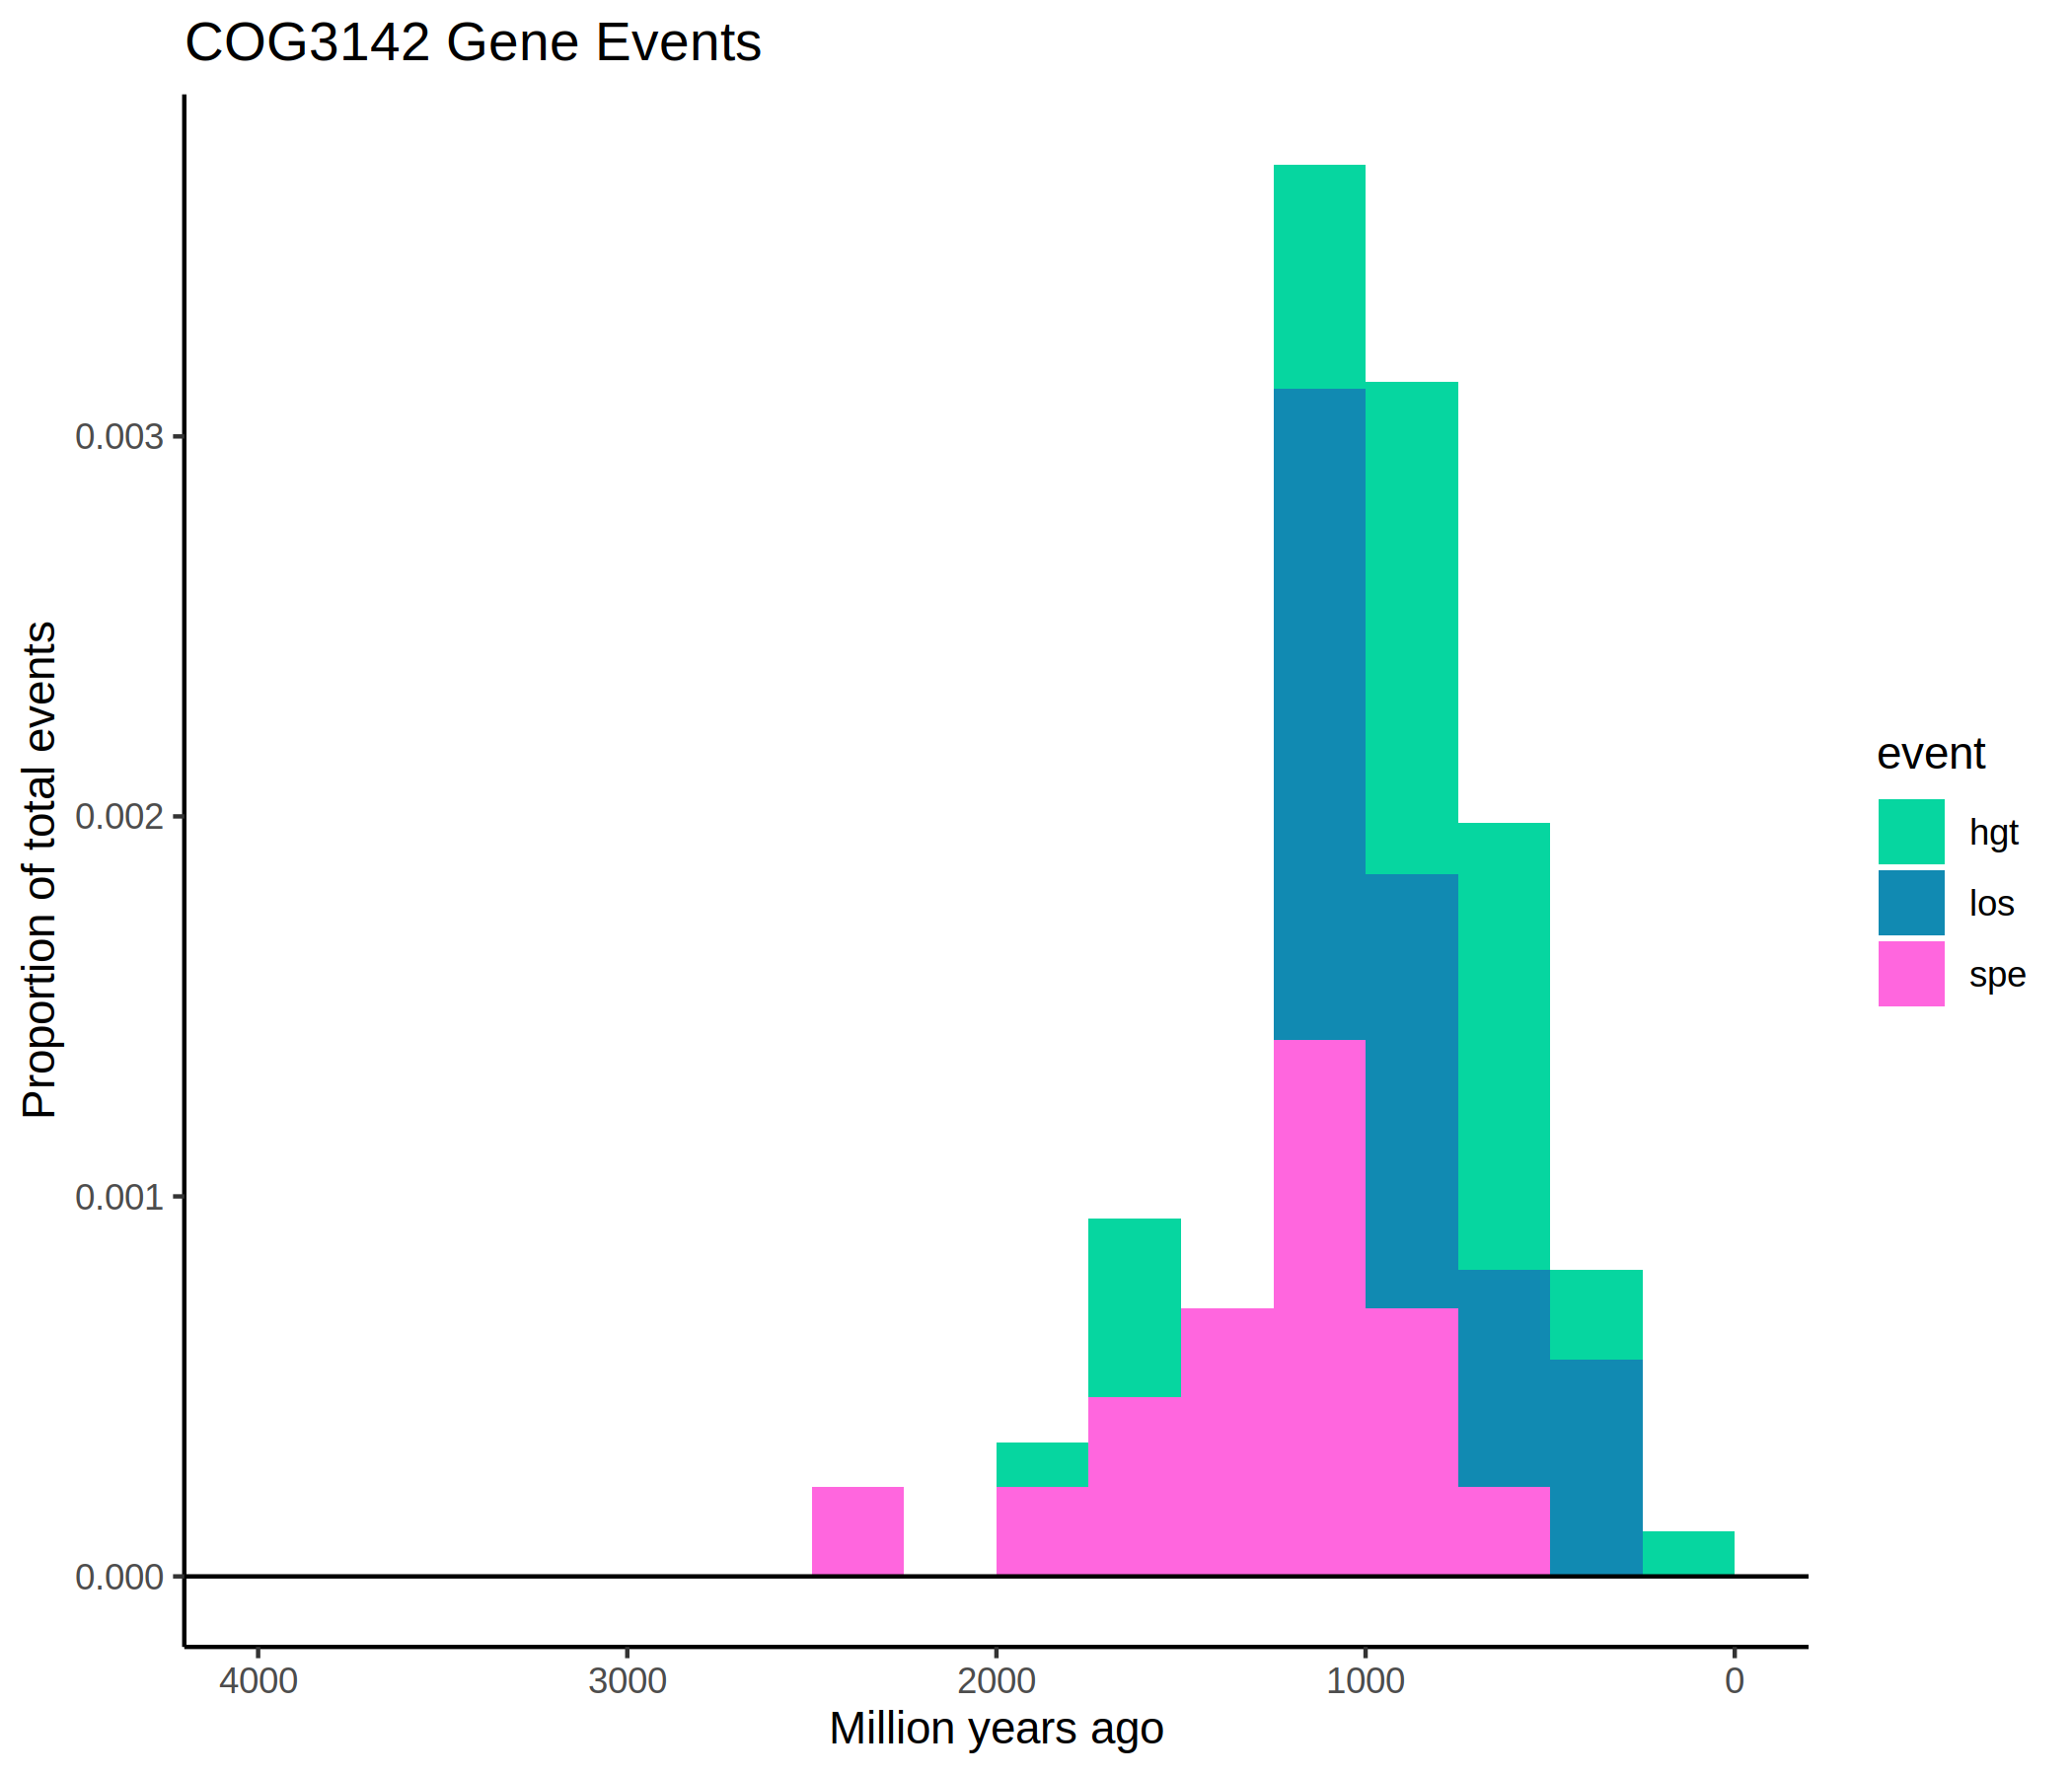 COG3142 Gene Events
Proportion of total events
0.003
0.002
0.001
0.000
4000 3000 2000 1000 0
Million years ago
event
hgt
los
spe